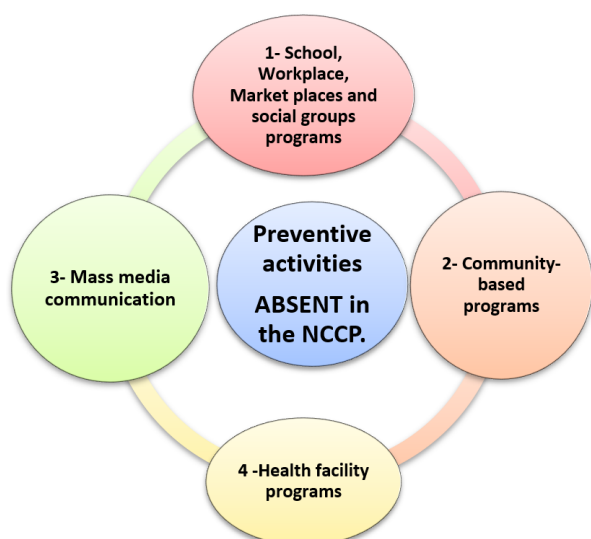 1- School,
Workplace,
Market places and
social groups
programs
Preventive
activities
ABSENT in
the NCCP.
2- Community-
based
programs
3- Mass media
communication
4 -Health facility
programs